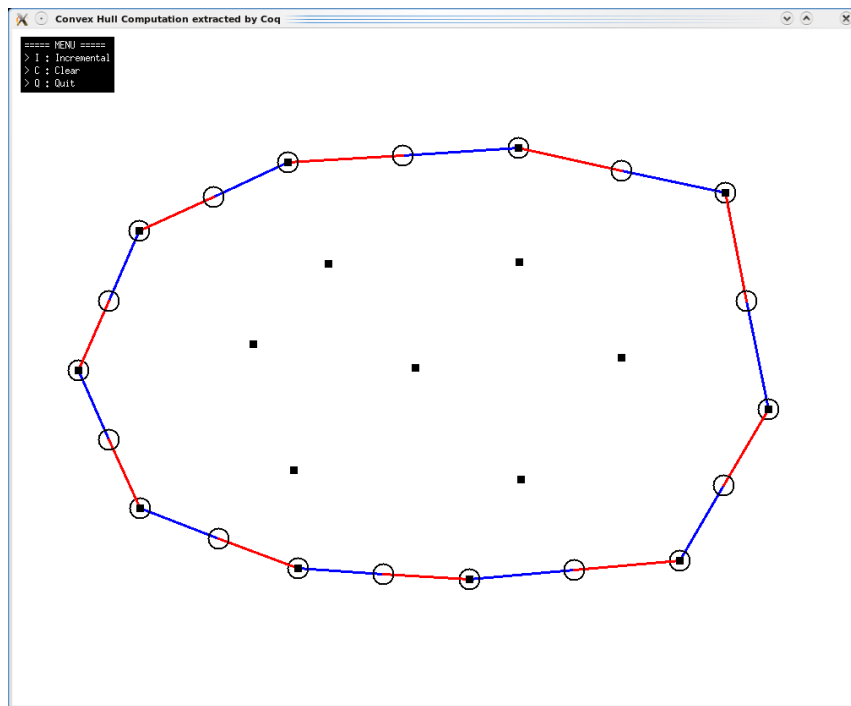 Convex Hull Computation extracted by Coq
===== MENU =====
> I : Incremental
> C : Clear
> Q : Quit